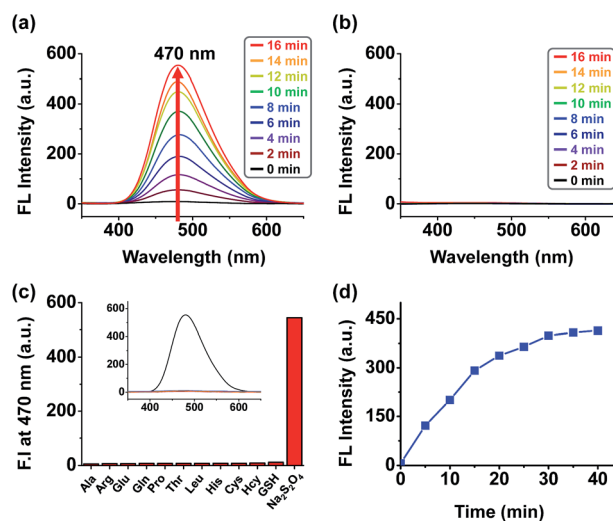 (a)
600
400
200
0
FL Intensity (a.u.)
470 nm
16 min
14 min
12 min
10 min
8 min
6 min
4 min
2 min
0 min
400
500
600
Wavelength (nm)
(b)
600
400
200
0
FL Intensity (a.u.)
16 min
14 min
12 min
10 min
8 min
6 min
4 min
2 min
0 min
400
500
600
Wavelength (nm)
(c)
600
400
200
0
F.I at 470 nm (a.u.)
600
400
200
0
400
500
600
Ala
Arg
Glu
Gln
Pro
Thr
Leu
His
Cys
Hcy
GSH
Na₂S₂O₄
(d)
450
300
150
0
FL Intensity (a.u.)
0
10
20
30
40
Time (min)